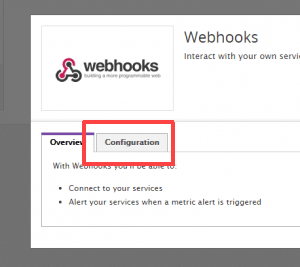 Webhooks
Interact with your own servic
webhooks
building a more programmable web
Overview
Configuration
With Webhooks you'll be able to:
Connect to your services
Alert your services when a metric alert is triggered